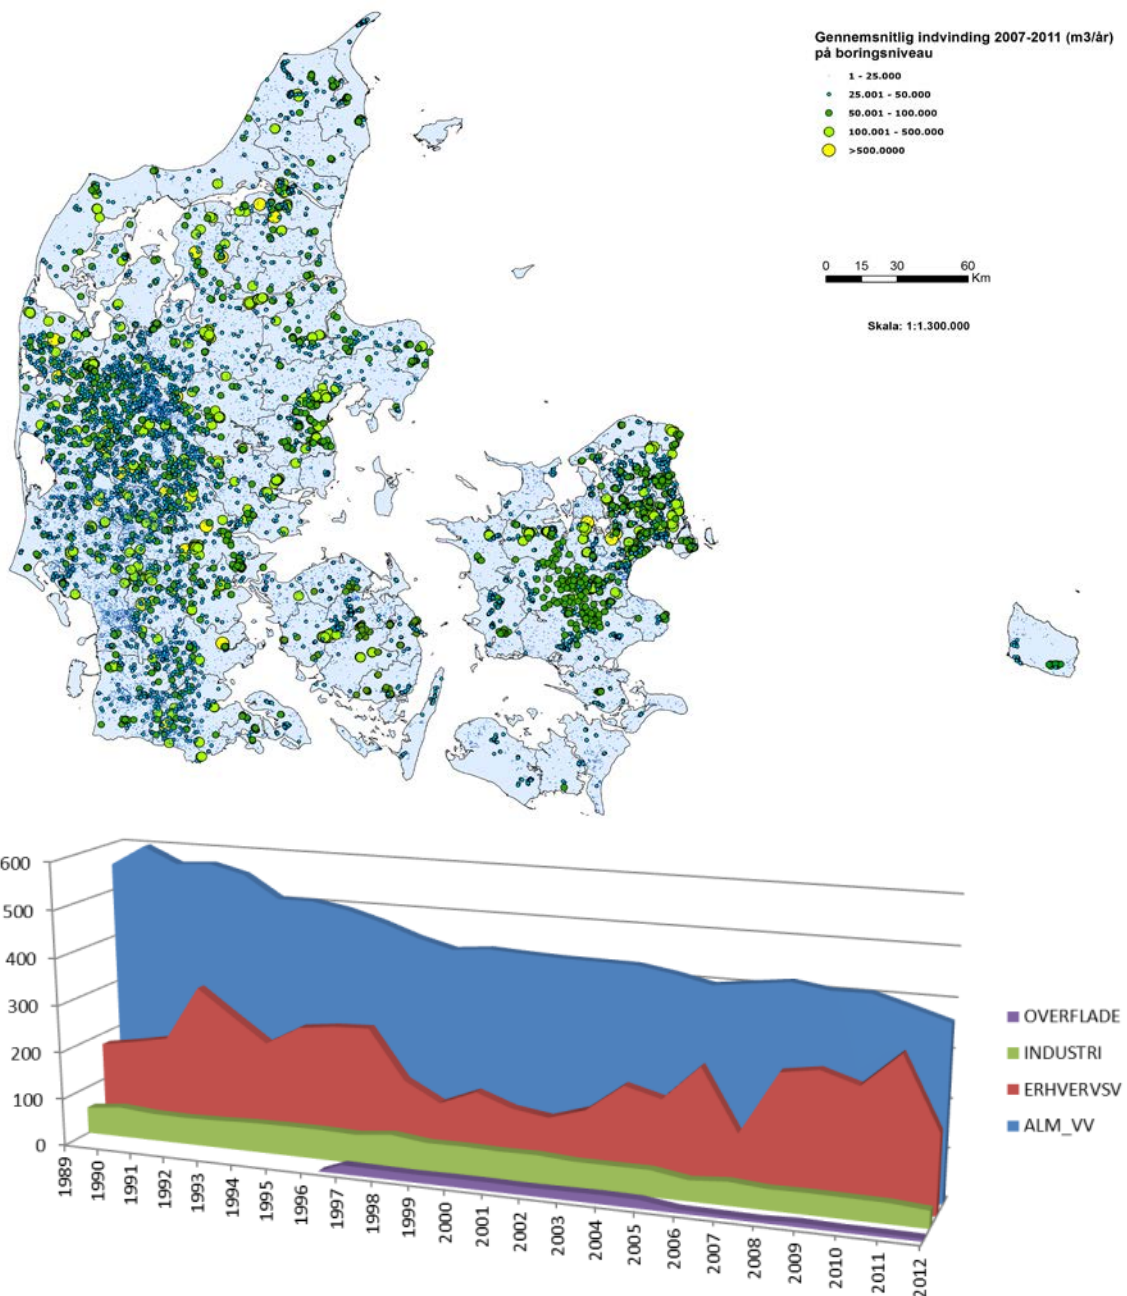 Gennemsnitlig indvinding 2007-2011 (m3/år)
på boringsniveau
1 - 25.000
25.001 - 50.000
50.001 - 100.000
100.001 - 500.000
>500.0000
0 15 30 60
Km
Skala: 1:1.300.000
600
500
400
300
200
100
0
1989
1990
1991
1992
1993
1994
1995
1996
1997
1998
1999
2000
2001
2002
2003
2004
2005
2006
2007
2008
2009
2010
2011
2012
OVERFLADE
INDUSTRI
ERHVERVSV
ALM_VV